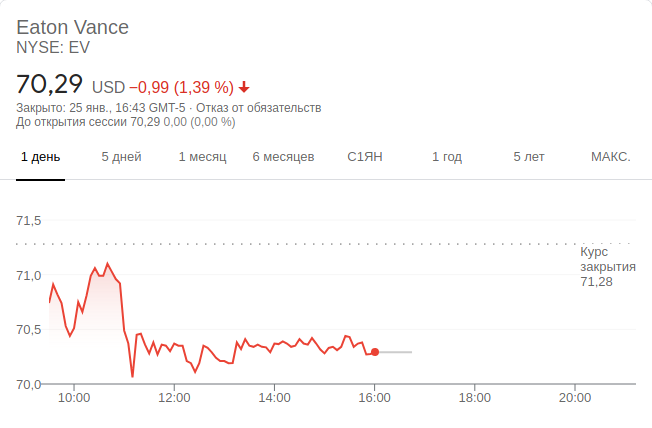 Eaton Vance
NYSE: EV
70,29 USD −0,99 (1,39 %)
Закрыто: 25 янв., 16:43 GMT-5 · Отказ от обязательств
До открытия сессии 70,29 0,00 (0,00 %)
1 день 5 дней 1 месяц 6 месяцев С1ЯН 1 год 5 лет МАКС.
71,5
Курс
закрытия
71,28
71,0
70,5
70,0
10:00 12:00 14:00 16:00 18:00 20:00